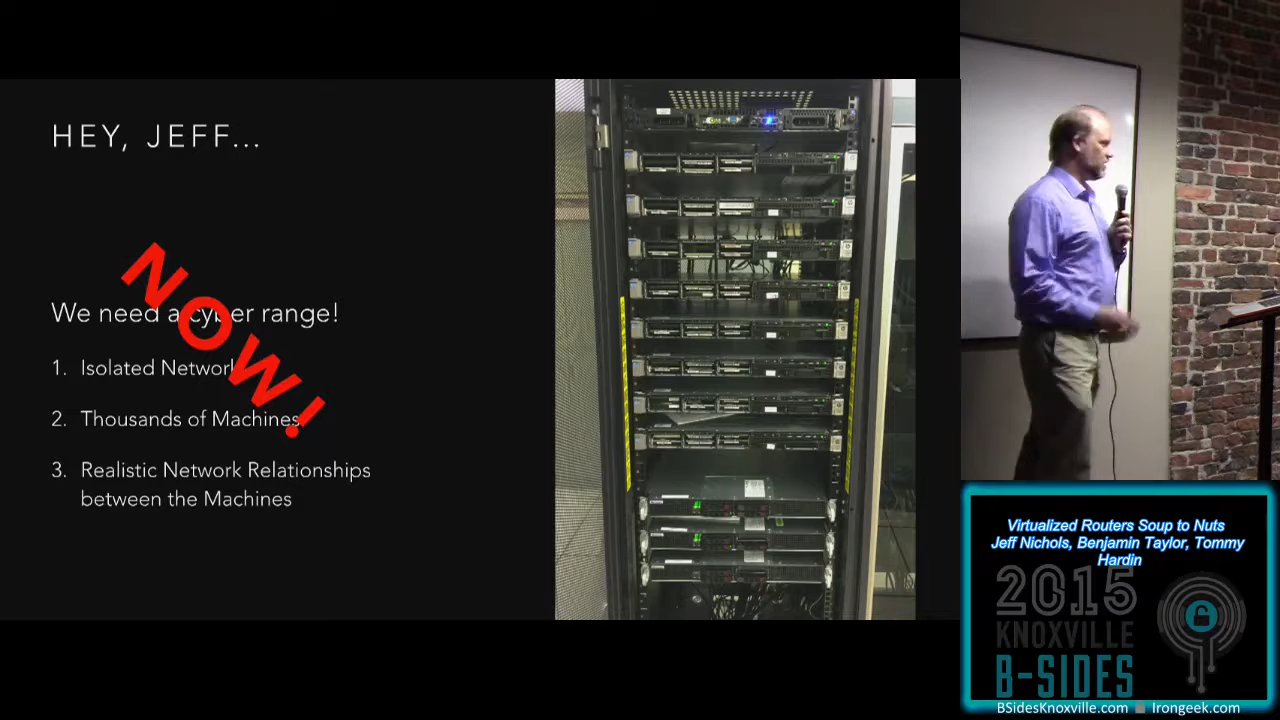 HEY, JEFF...
NOW!
We need a cyber range!
1. Isolated Network
2. Thousands of Machines
3. Realistic Network Relationships
between the Machines
Virtualized Routers Soup to Nuts
Jeff Nichols, Benjamin Taylor, Tommy
Hardin
2015
KNOXVILLE
B-SIDES
BSidesKnoxville.com Irongeek.com